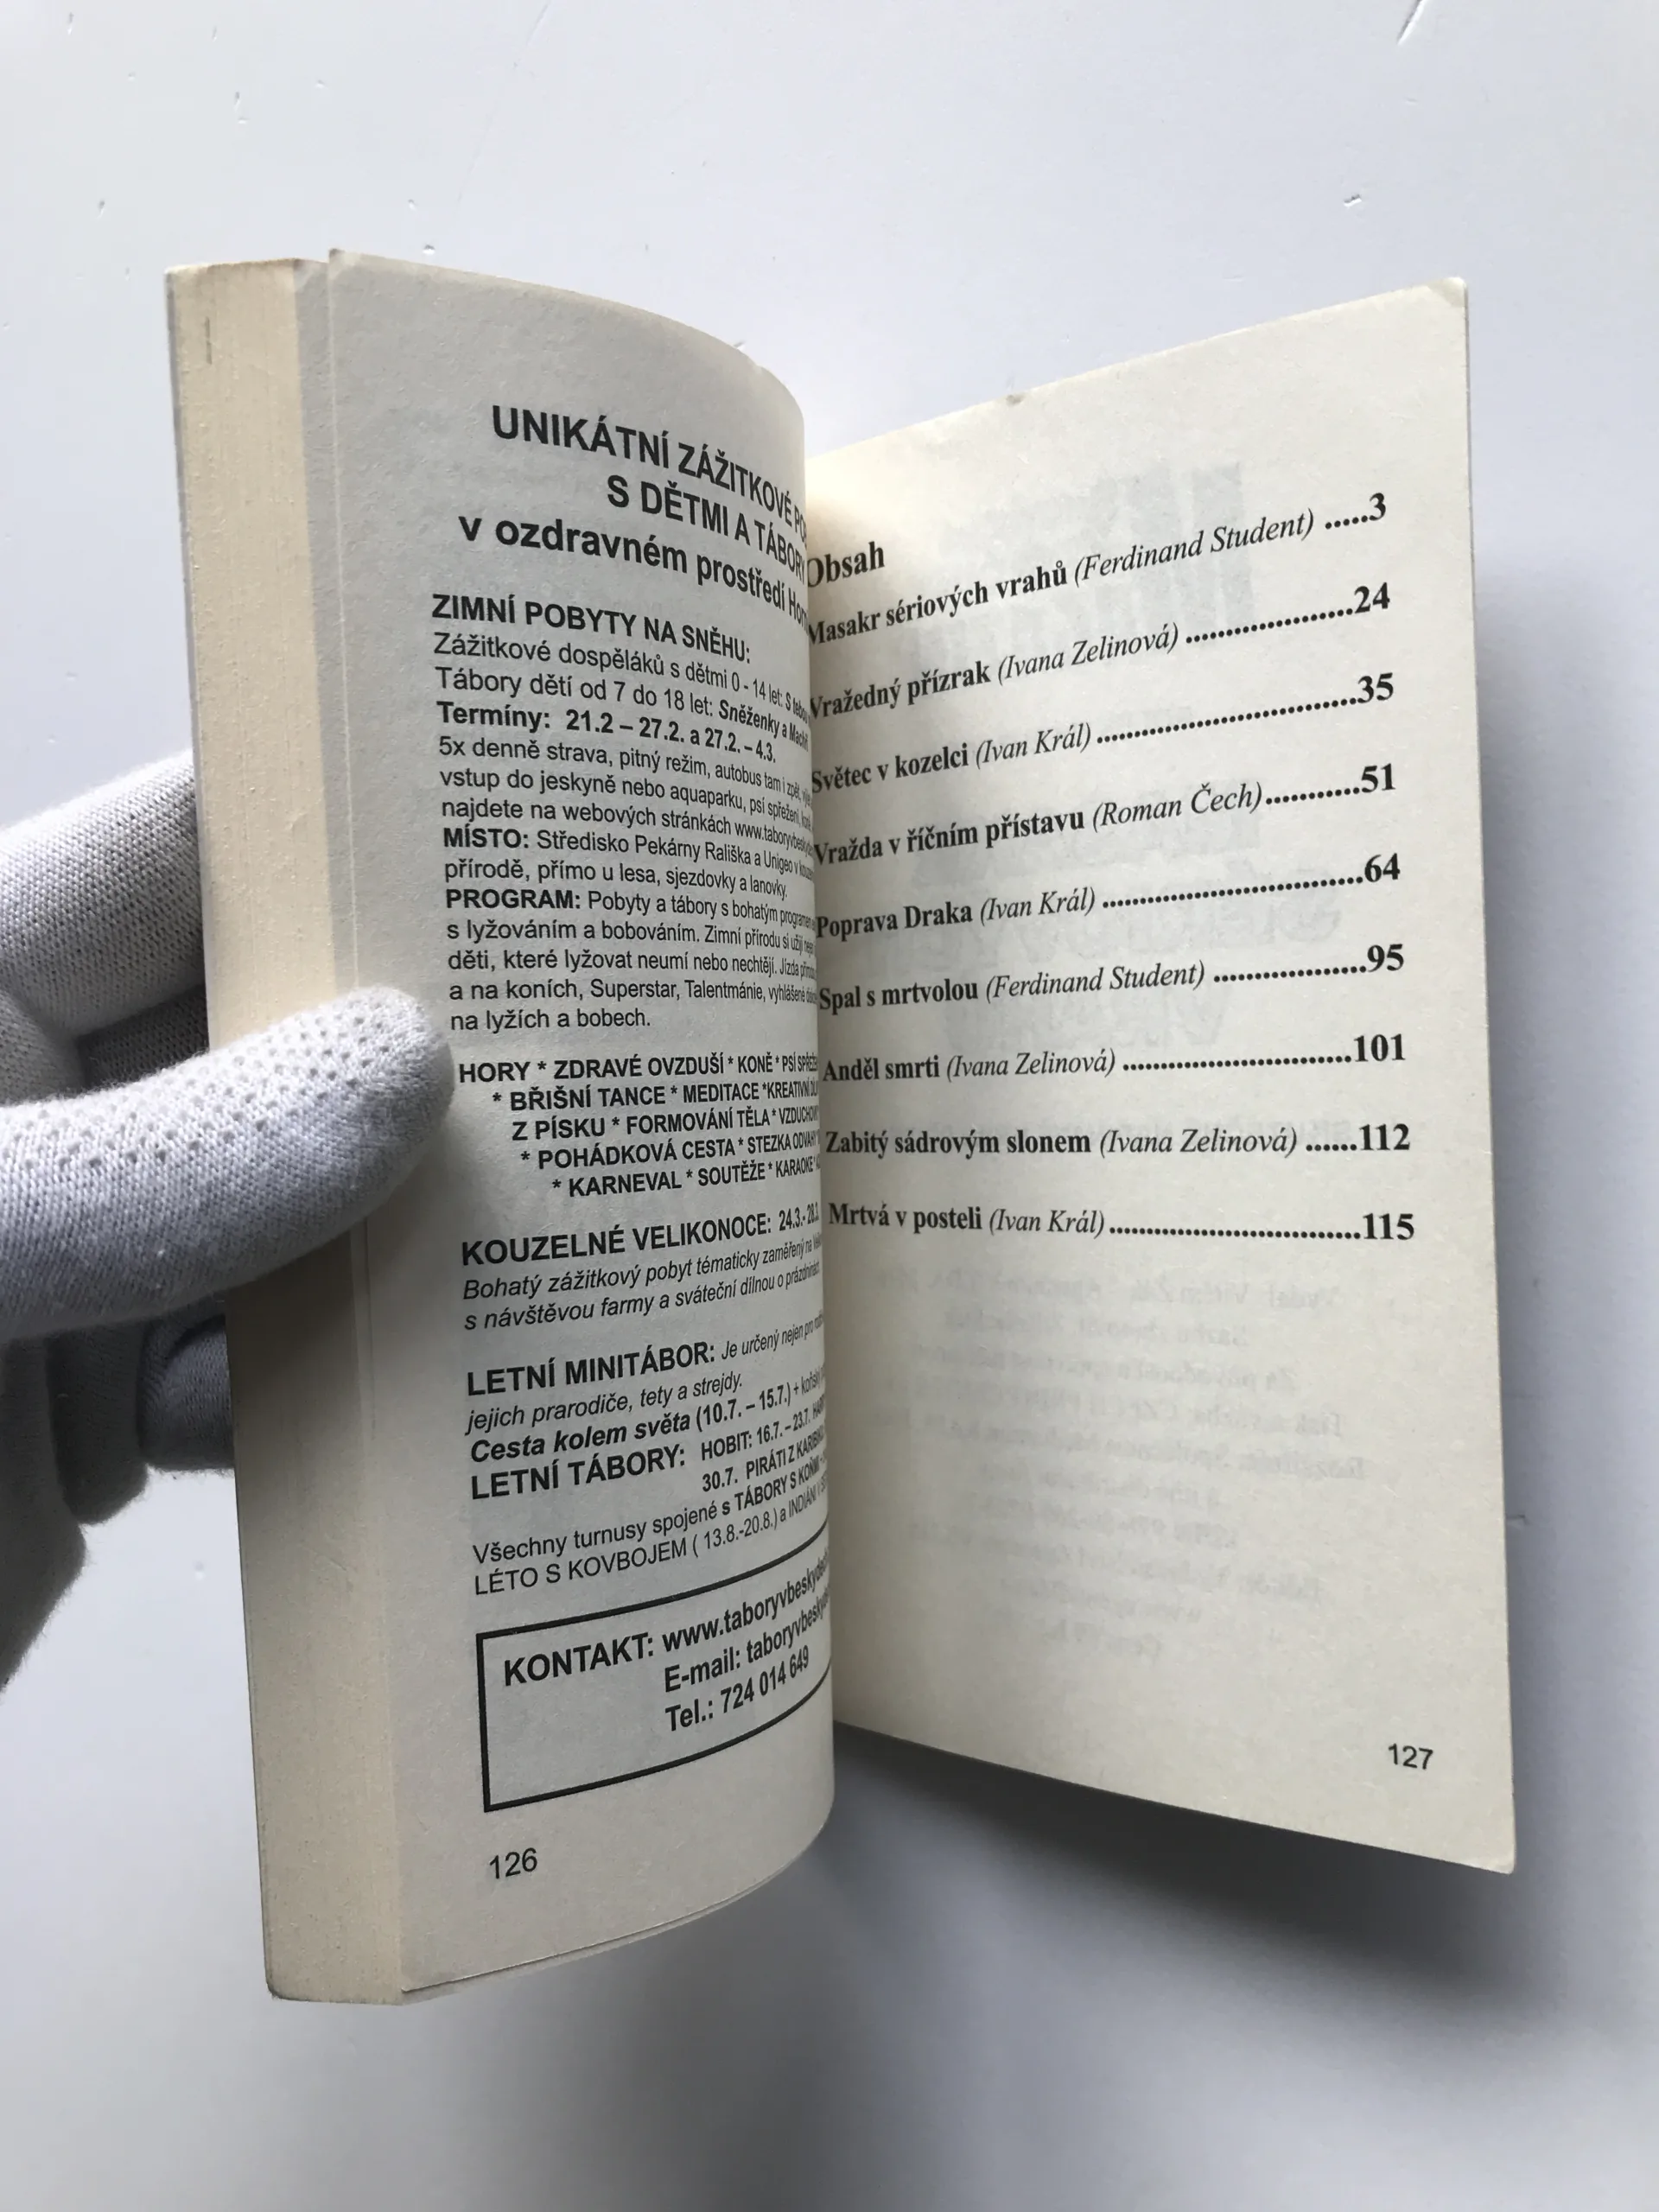 UNIKÁTNÍ ZÁŽITKOVÉ
S DĚTMI A TÁBORY
v ozdravném prostředí
ZIMNÍ POBYTY NA SNĚHU:
Zážitkové dospěláků s dětmi 0 - 14 let: S
Tábory dětí od 7 do 18 let: Sněženky a
Termíny: 21.2 – 27.2. a 27.2. – 4.3.
5x denně strava, pitný režim, autobus tam i zpět,
vstup do jeskyně nebo aquaparku, psí spřežení,
najdete na webových stránkách
MÍSTO: Středisko Pekárny Rališka a Unigeo v
přírodě, přímo u lesa, sjezdovky a lanovky.
PROGRAM: Pobyty a tábory s bohatým
s lyžováním a bobováním. Zimní přírodu si užijí
děti, které lyžovat neumí nebo nechtějí. Jízda
a na koních, Superstar, Talentmánie, vyhlášené
na lyžích a bobech.
HORY * ZDRAVÉ OVZDUŠÍ * KONĚ * PSÍ
* BŘIŠNÍ TANCE * MEDITACE *KREATIVNÍ
Z PÍSKU * FORMOVÁNÍ TĚLA *
* POHÁDKOVÁ CESTA * STEZKA ODVAHY
* KARNEVAL * SOUTĚŽE * KARAOKE *
KOUZELNÉ VELIKONOCE: 24.3.-28.3.
Bohatý zážitkový pobyt tématicky zaměřený na
s návštěvou farmy a sváteční dílnou o prázdninách.
LETNÍ MINITÁBOR: Je určený nejen pro
jejich prarodiče, tety a strejdy.
Cesta kolem světa (10.7. – 15.7.) +
LETNÍ TÁBORY: HOBIT: 16.7. – 23.7.
30.7. PIRÁTI Z KARIBIKU
Všechny turnusy spojené s TÁBORY S KOŇMI
LÉTO S KOVBOJEM ( 13.8.-20.8.) a INDIÁNI
KONTAKT: www.taboryvbeskydech
E-mail: taboryvbeskyde
Tel.: 724 014 649
126
Obsah
Masakr sériových vrahů (Ferdinand Student) .....3
Vražedný přízrak (Ivana Zelinová) .....................24
Světec v kozelci (Ivan Král) .................................35
Vražda v říčním přístavu (Roman Čech)............51
Poprava Draka (Ivan Král) .................................64
Spal s mrtvolou (Ferdinand Student) ...................95
Anděl smrti (Ivana Zelinová) .............................101
Zabitý sádrovým slonem (Ivana Zelinová) ......112
Mrtvá v posteli (Ivan Král)................................115
127